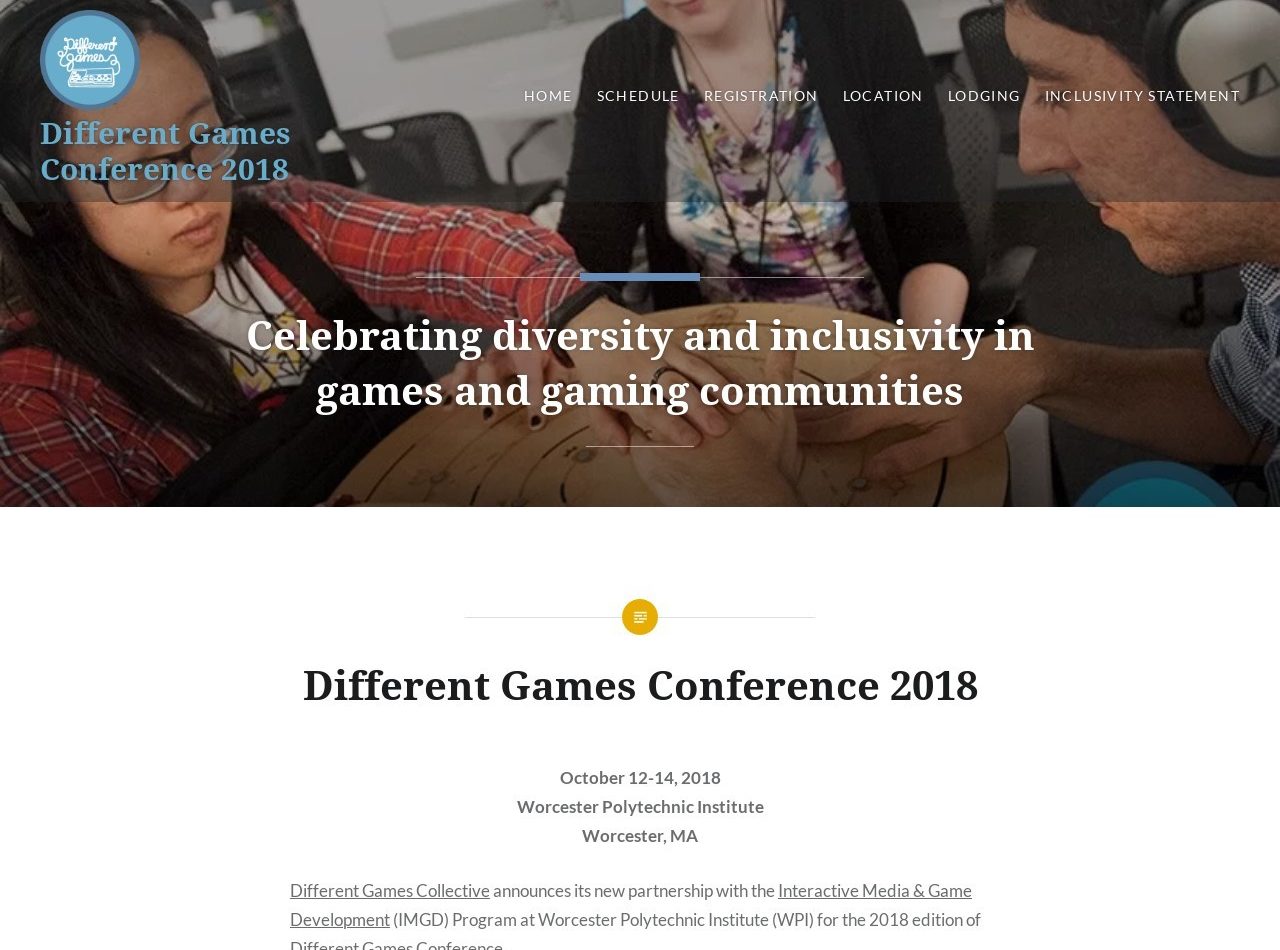 Different
games
Different Games
Conference 2018
HOME SCHEDULE REGISTRATION LOCATION LODGING INCLUSIVITY STATEMENT
Celebrating diversity and inclusivity in
games and gaming communities
Different Games Conference 2018
October 12-14, 2018
Worcester Polytechnic Institute
Worcester, MA
Different Games Collective announces its new partnership with the Interactive Media & Game
Development (IMGD) Program at Worcester Polytechnic Institute (WPI) for the 2018 edition of
Different Games Conference.